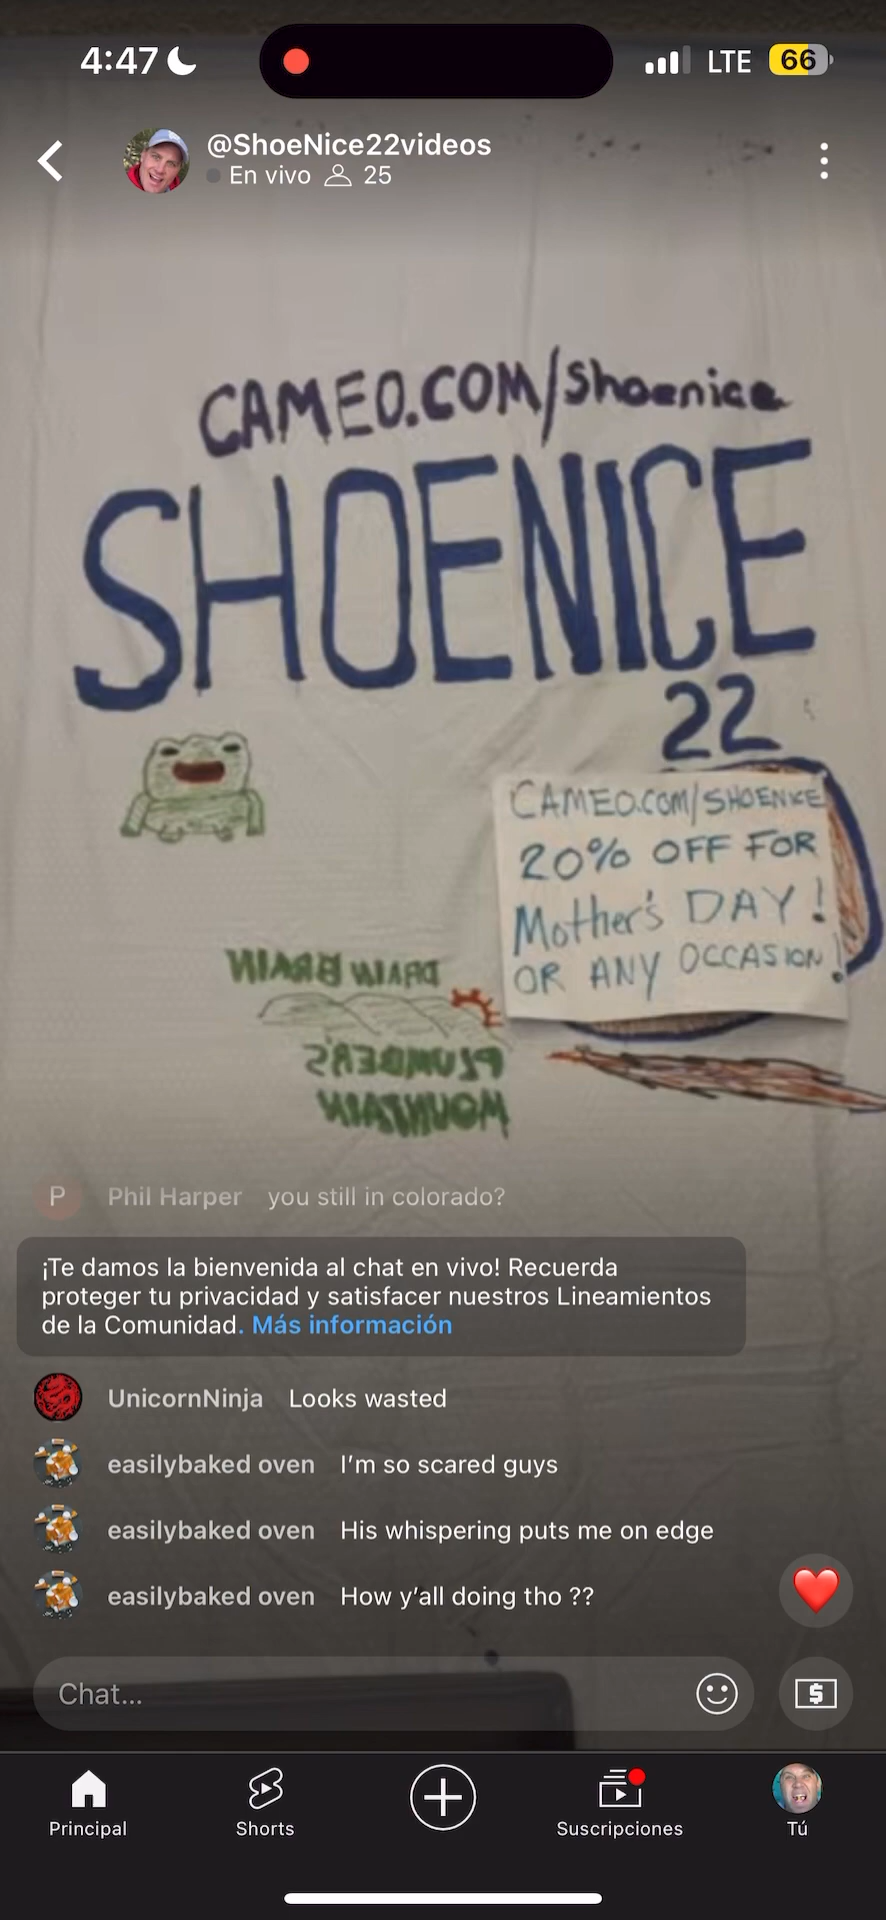 4:47
LTE
66
@ShoeNice22videos
En vivo 25
CAMEO.COM/shoenice
SHOENICE
22
CAMEO.COM/SHOENICE
20% OFF FOR
Mother's DAY!
OR ANY OCCASION!
DRAIN BRAIN
PLUMBER'S
MOUNTAIN
P Phil Harper you still in colorado?
¡Te damos la bienvenida al chat en vivo! Recuerda
proteger tu privacidad y satisfacer nuestros Lineamientos
de la Comunidad. Más información
UnicornNinja Looks wasted
easilybaked oven I'm so scared guys
easilybaked oven His whispering puts me on edge
easilybaked oven How y'all doing tho ??
Chat...
Principal
Shorts
Suscripciones
Tú